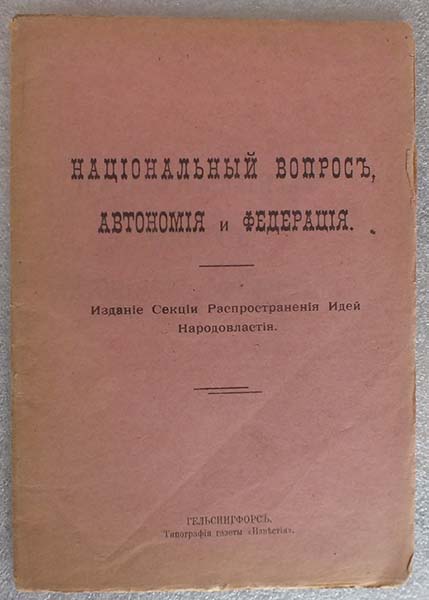 НАЦІОНАЛЬНЫЙ ВОПРОСЪ,
АВТОНОМІЯ и ФЕДЕРАЦІЯ.
Изданіе Секціи Распространенія Идей
Народовластія.
ГЕЛЬСИНГФОРСЪ.
Типографія газеты «Извѣстія».